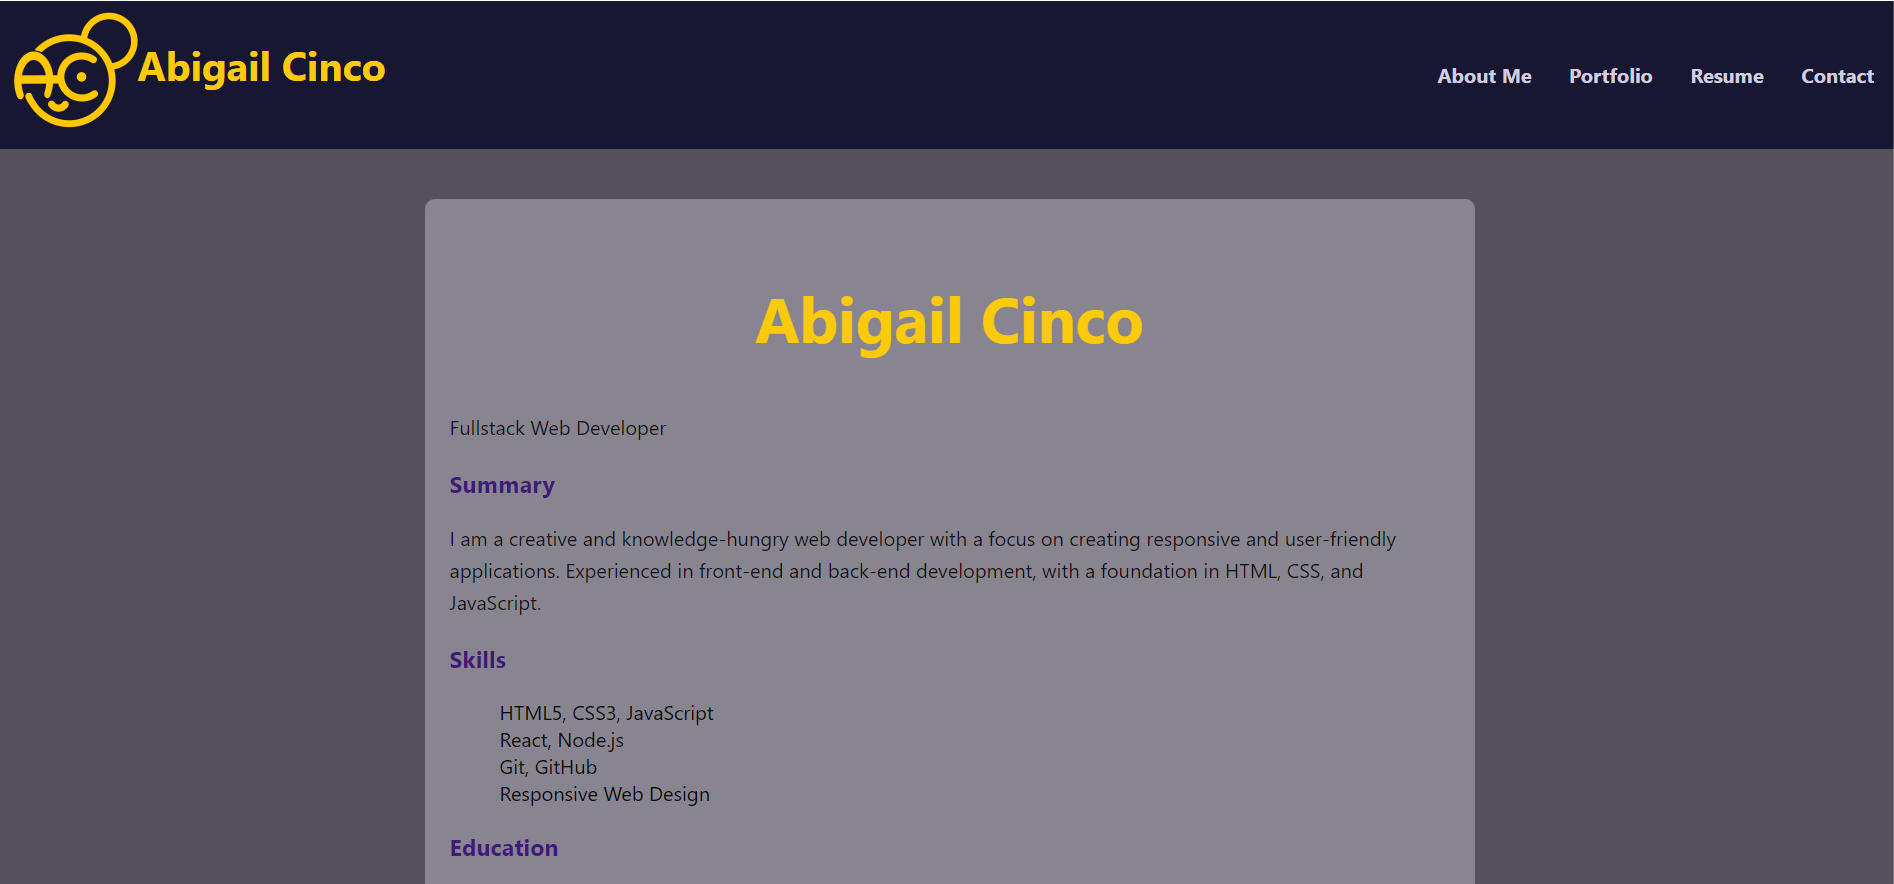 Abigail Cinco
About Me Portfolio Resume Contact
Abigail Cinco
Fullstack Web Developer
Summary
I am a creative and knowledge-hungry web developer with a focus on creating responsive and user-friendly
applications. Experienced in front-end and back-end development, with a foundation in HTML, CSS, and
JavaScript.
Skills
HTML5, CSS3, JavaScript
React, Node.js
Git, GitHub
Responsive Web Design
Education